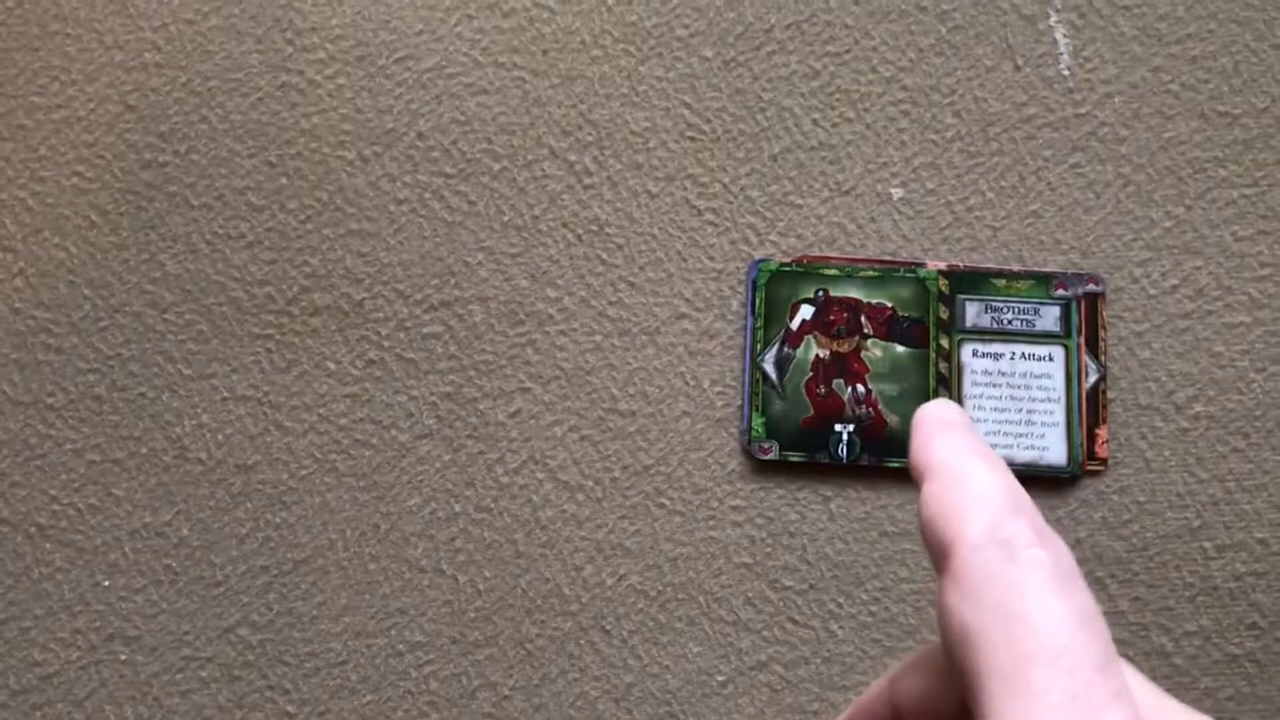 BROTHER
NOCTIS
Range 2 Attack
In the heat of battle
Brother Noctis stays
cool and clear-headed.
His years of service
have earned the trust
and respect of